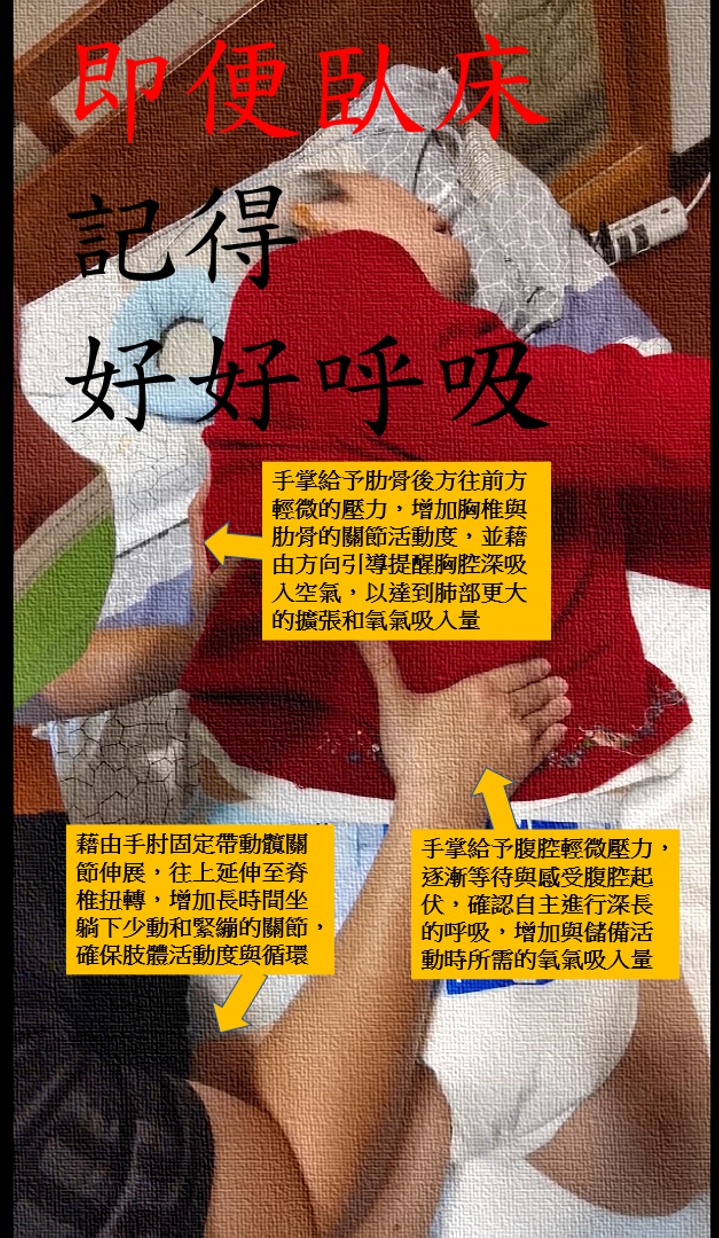 即便臥床
記得
好好呼吸
手掌給予肋骨後方往前方
輕微的壓力，增加胸椎與
肋骨的關節活動度，並藉
由方向引導提醒胸腔深吸
入空氣，以達到肺部更大
的擴張和氧氣吸入量
藉由手肘固定帶動髖關
節伸展，往上延伸至脊
椎扭轉，增加長時間坐
躺下少動和緊繃的關節，
確保肢體活動度與循環
手掌給予腹腔輕微壓力，
逐漸等待與感受腹腔起
伏，確認自主進行深長
的呼吸，增加與儲備活
動時所需的氧氣吸入量